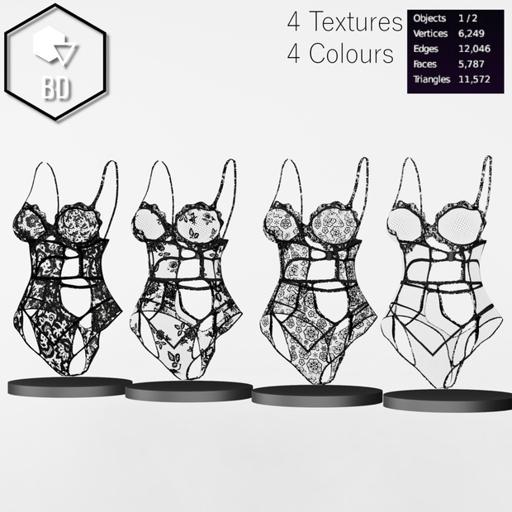 4 Textures
4 Colours
Objects 1/2
Vertices 6,249
Edges 12,046
Faces 5,787
Triangles 11,572
BD